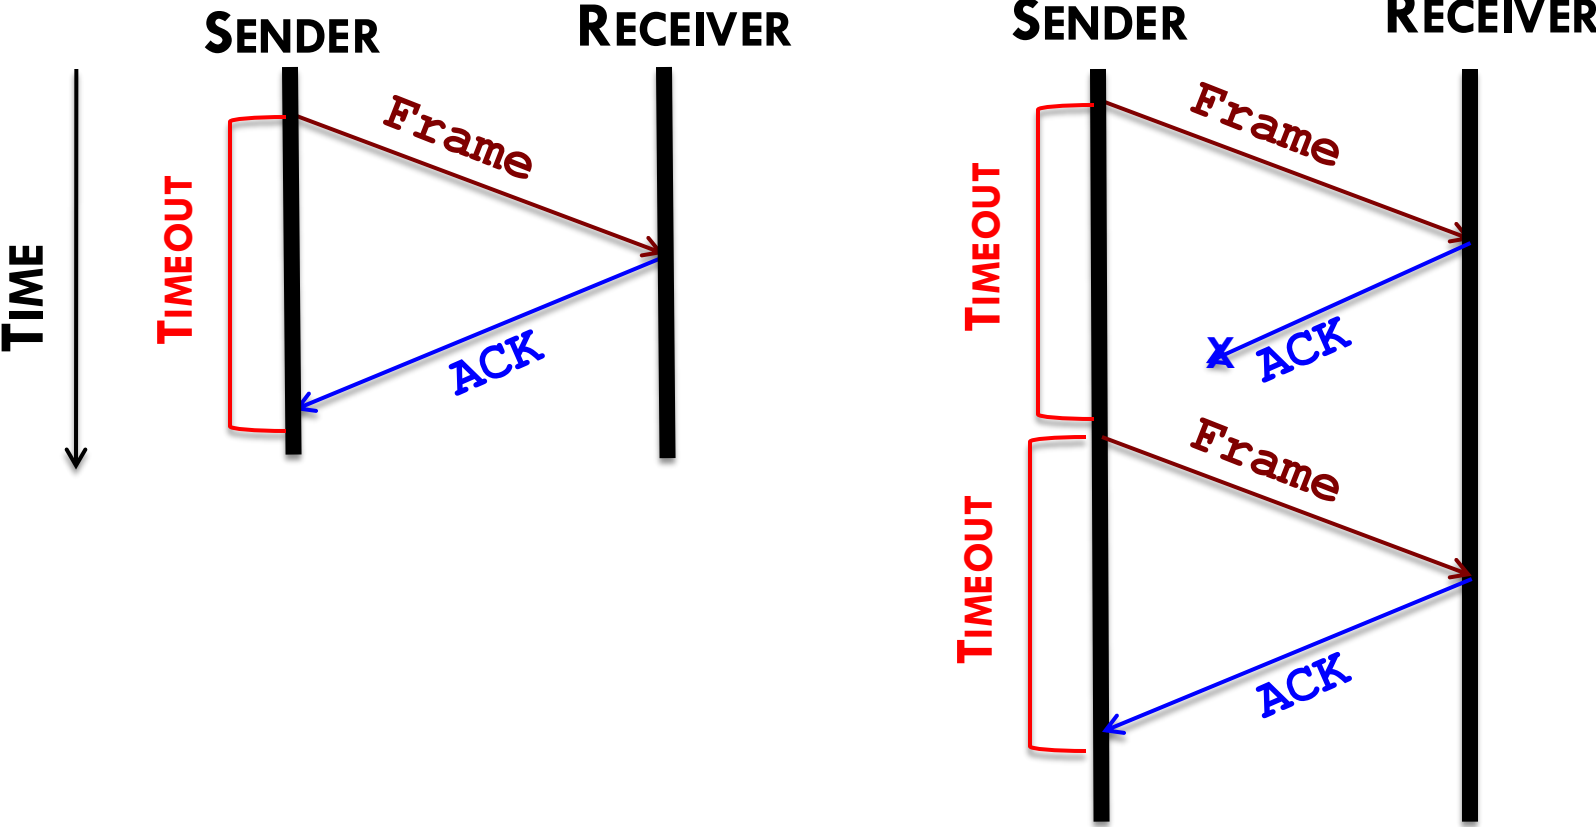 SENDER
RECEIVER
Frame
TIMEOUT
TIME
ACK
SENDER
RECEIVER
Frame
TIMEOUT
X
ACK
Frame
TIMEOUT
ACK